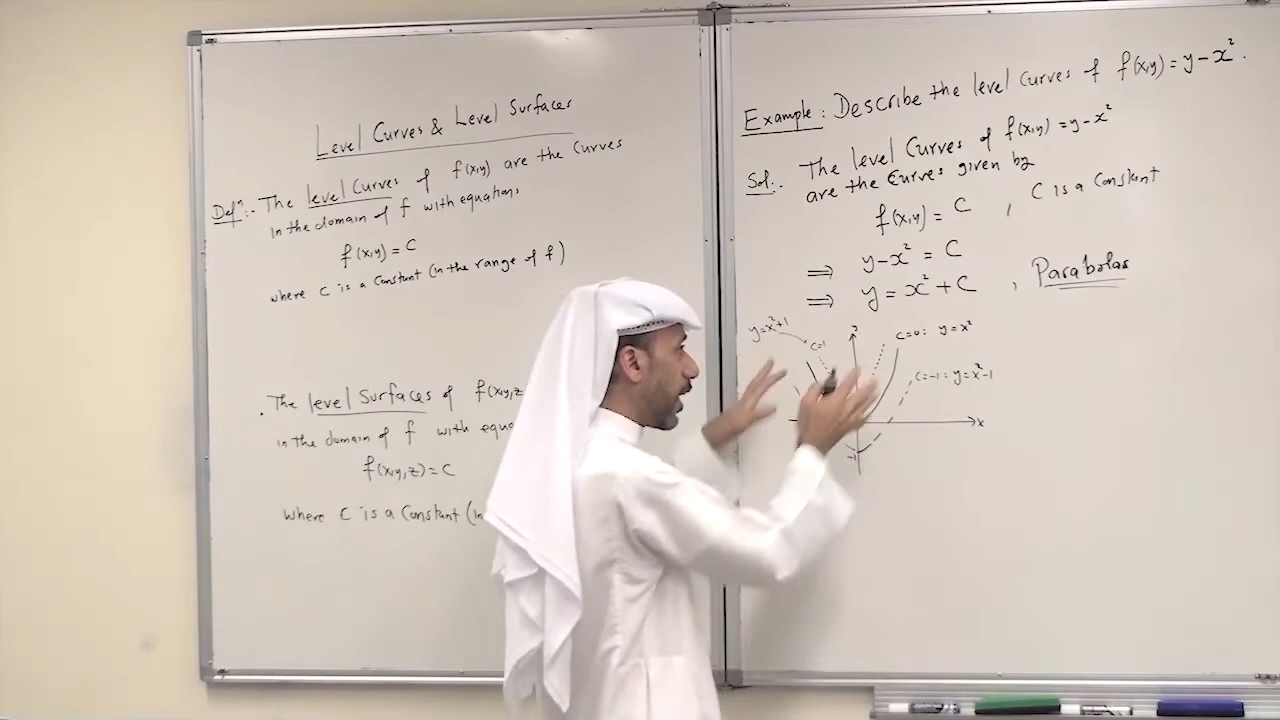 Level Curves & Level Surfaces
Defⁿ:. The level Curves of f(x,y) are the Curves
in the domain of f with equations
f(x,y) = C
where C is a constant (in the range of f)
. The level Surfaces of f(x,y,z
in the domain of f with equa
f(x,y,z) = C
where C is a Constant (in
Example: Describe the level Curves of f(x,y) = y-x².
Sol:. The level Curves of f(x,y) = y-x²
are the Curves given by
f(x,y) = C , C is a Constant
⇒ y-x² = C
⇒ y = x² + C , Parabolas
y=x²+1
C=1
C=0: y=x²
C=-1: y=x²-1
x
-1